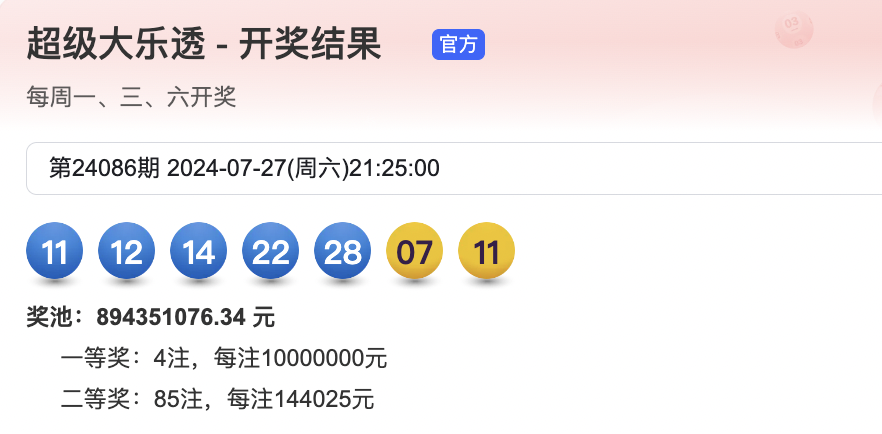 超级大乐透 - 开奖结果 官方
每周一、三、六开奖
第24086期 2024-07-27(周六)21:25:00
11 12 14 22 28 07 11
奖池：894351076.34 元
一等奖：4注，每注10000000元
二等奖：85注，每注144025元
03